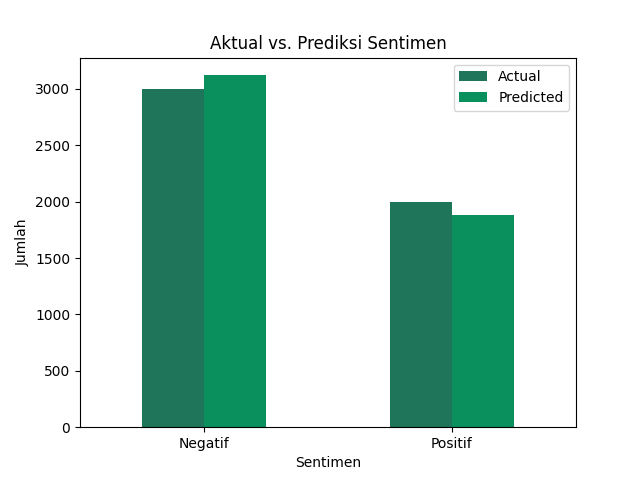 Aktual vs. Prediksi Sentimen
Actual
Predicted
3000
2500
2000
1500
1000
500
0
Jumlah
Negatif
Positif
Sentimen